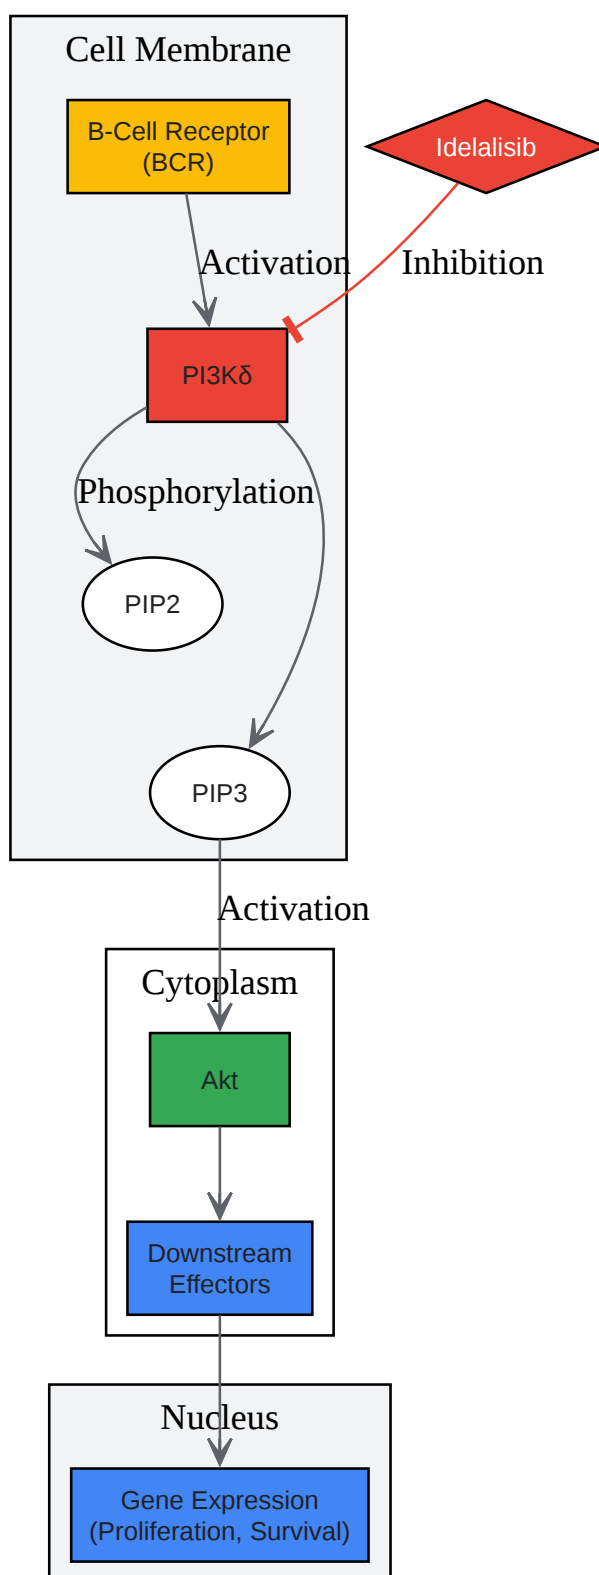 Cell Membrane
B-Cell Receptor
(BCR)
Idelalisib
Activation
Inhibition
PI3Kδ
Phosphorylation
PIP2
PIP3
Activation
Cytoplasm
Akt
Downstream
Effectors
Nucleus
Gene Expression
(Proliferation, Survival)